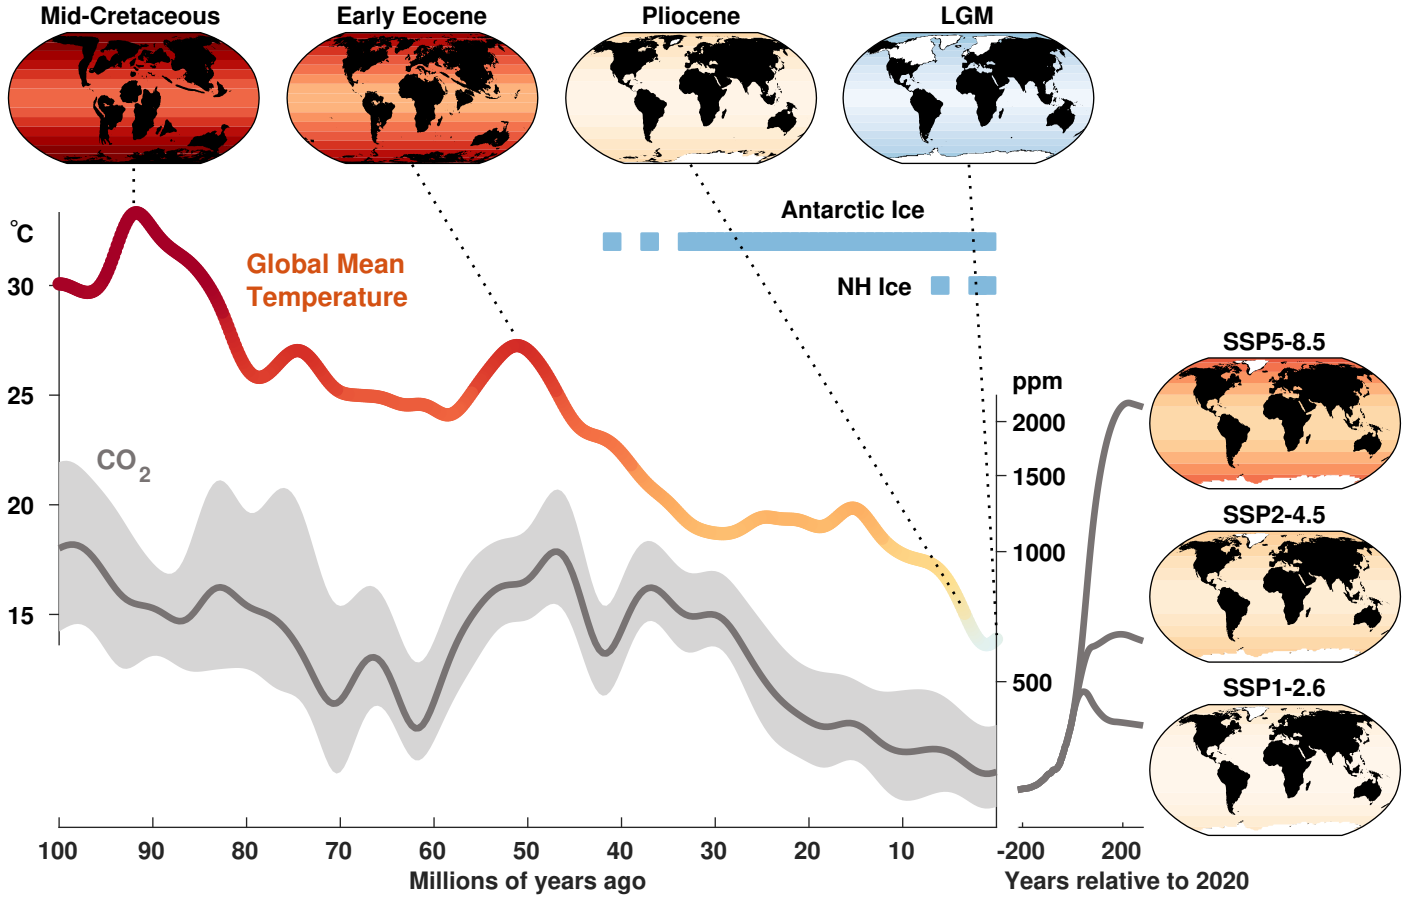 Mid-Cretaceous
Early Eocene
Pliocene
LGM
°C
30
25
20
15
Global Mean
Temperature
CO2
Antarctic Ice
NH Ice
ppm
2000
1500
1000
500
SSP5-8.5
SSP2-4.5
SSP1-2.6
100 90 80 70 60 50 40 30 20 10
Millions of years ago
-200 200
Years relative to 2020